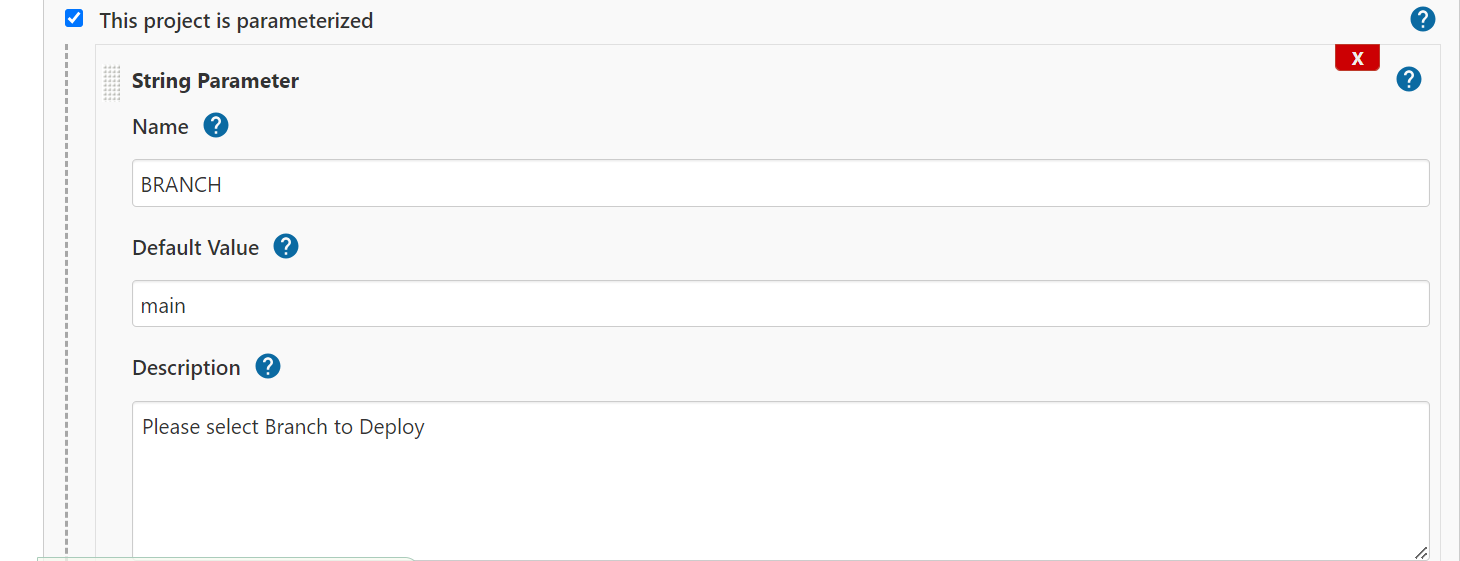 This project is parameterized
?
X
String Parameter
?
Name ?
BRANCH
Default Value ?
main
Description ?
Please select Branch to Deploy